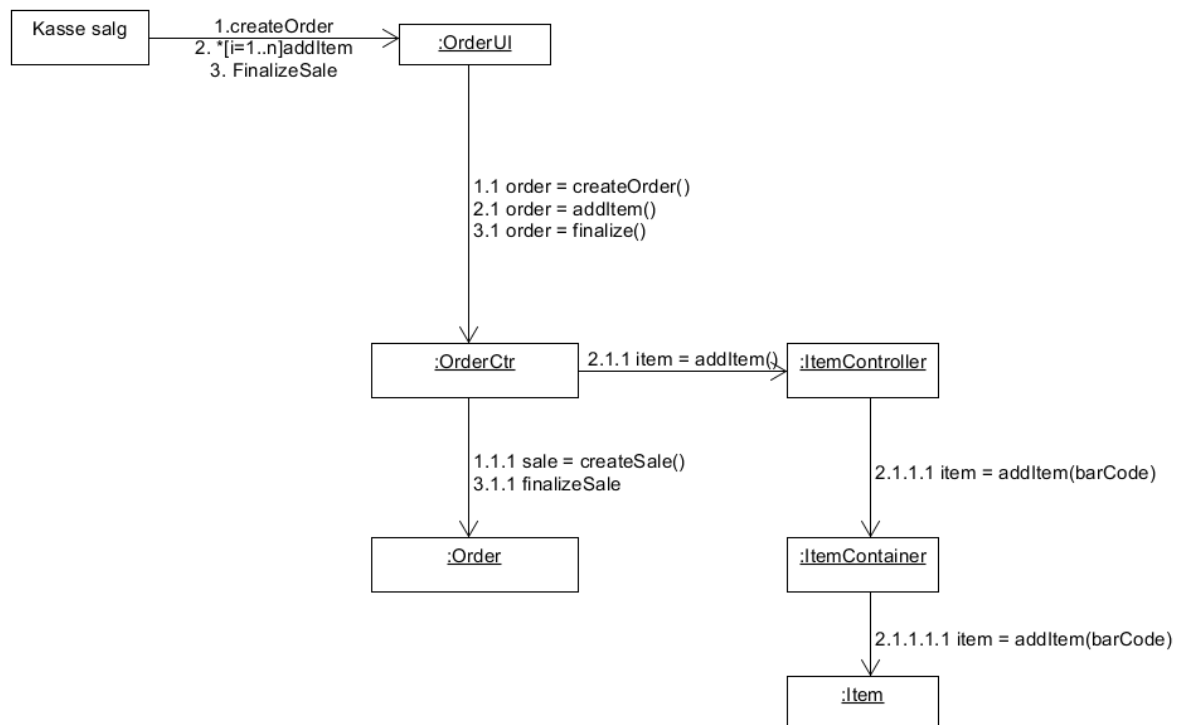 Kasse salg
1.createOrder
2. *[i=1..n]addItem
3. FinalizeSale
:OrderUI
1.1 order = createOrder()
2.1 order = addItem()
3.1 order = finalize()
:OrderCtr
2.1.1 item = addItem()
:ItemController
1.1.1 sale = createSale()
3.1.1 finalizeSale
2.1.1.1 item = addItem(barCode)
:Order
:ItemContainer
2.1.1.1.1 item = addItem(barCode)
:Item